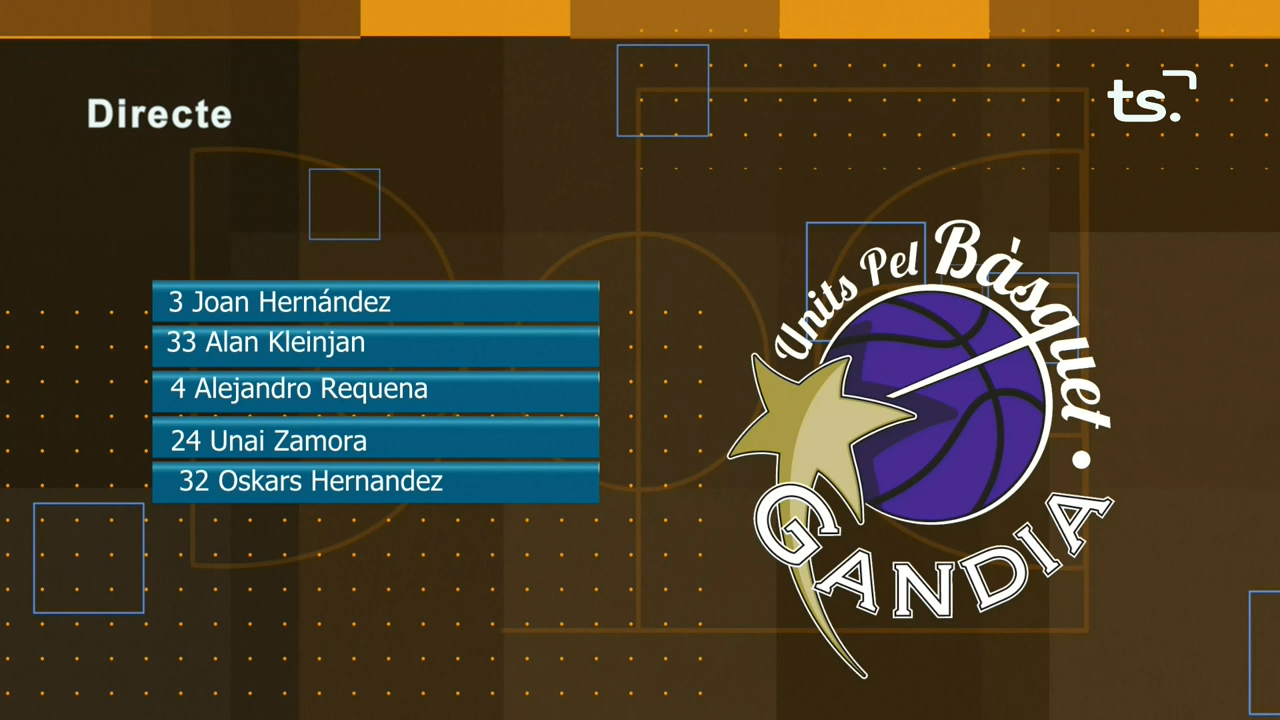 Directe
ts.
3 Joan Hernández
33 Alan Kleinjan
4 Alejandro Requena
24 Unai Zamora
32 Oskars Hernandez
Units Pel Bàsquet
GANDIA